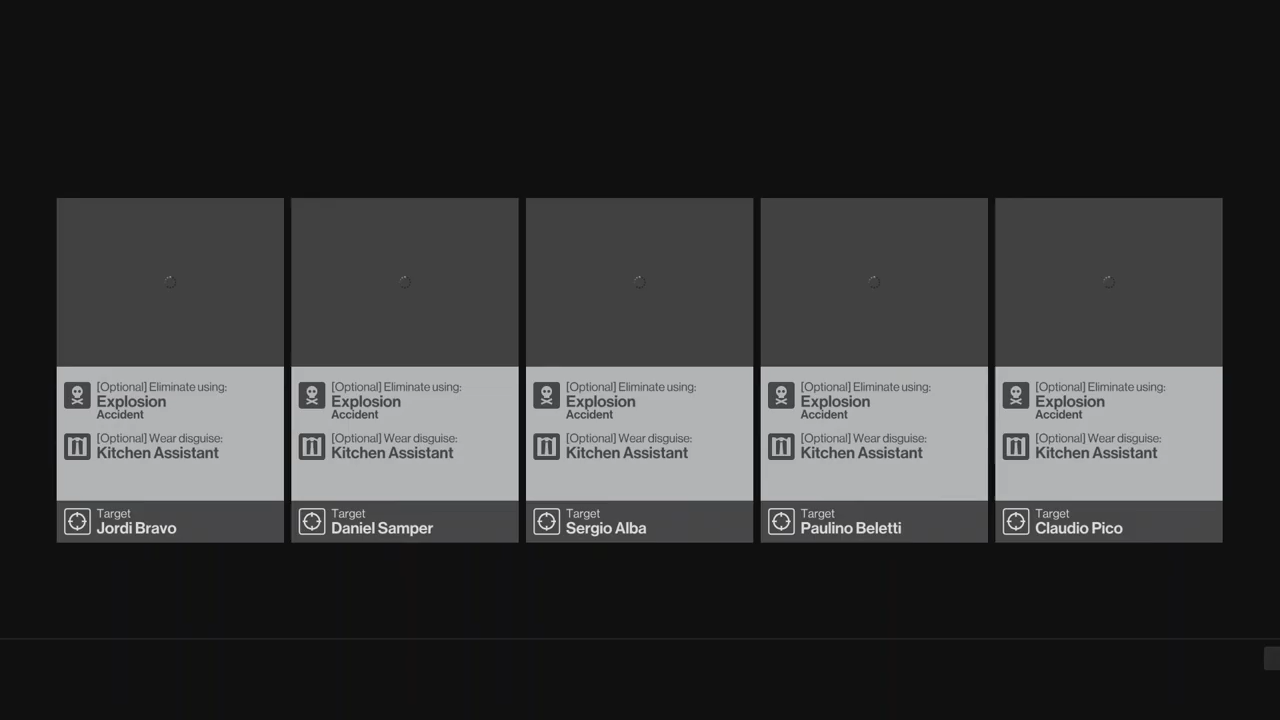 [Optional] Eliminate using:
Explosion
Accident
[Optional] Wear disguise:
Kitchen Assistant
Target
Jordi Bravo
[Optional] Eliminate using:
Explosion
Accident
[Optional] Wear disguise:
Kitchen Assistant
Target
Daniel Samper
[Optional] Eliminate using:
Explosion
Accident
[Optional] Wear disguise:
Kitchen Assistant
Target
Sergio Alba
[Optional] Eliminate using:
Explosion
Accident
[Optional] Wear disguise:
Kitchen Assistant
Target
Paulino Beletti
[Optional] Eliminate using:
Explosion
Accident
[Optional] Wear disguise:
Kitchen Assistant
Target
Claudio Pico